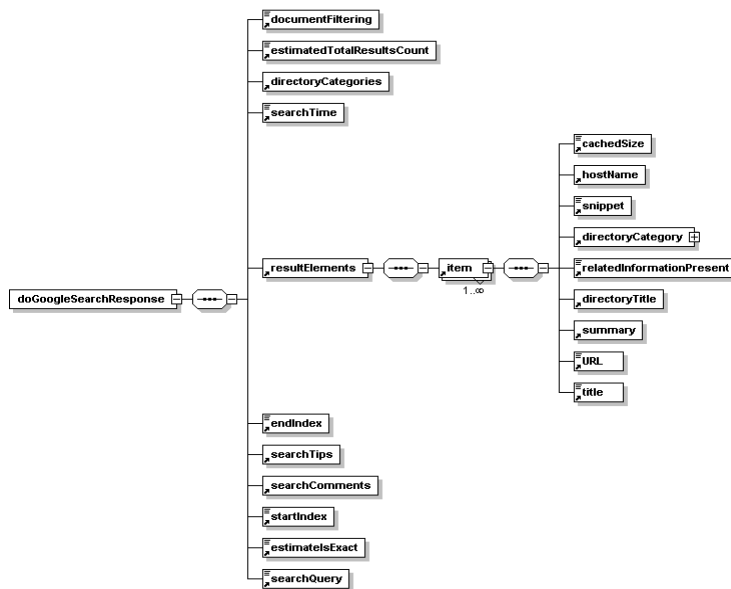 documentFiltering
estimatedTotalResultsCount
directoryCategories
searchTime
cachedSize
hostName
snippet
directoryCategory
resultElements
item
relatedInformationPresent
1..∞
doGoogleSearchResponse
directoryTitle
summary
URL
title
endIndex
searchTips
searchComments
startIndex
estimateIsExact
searchQuery